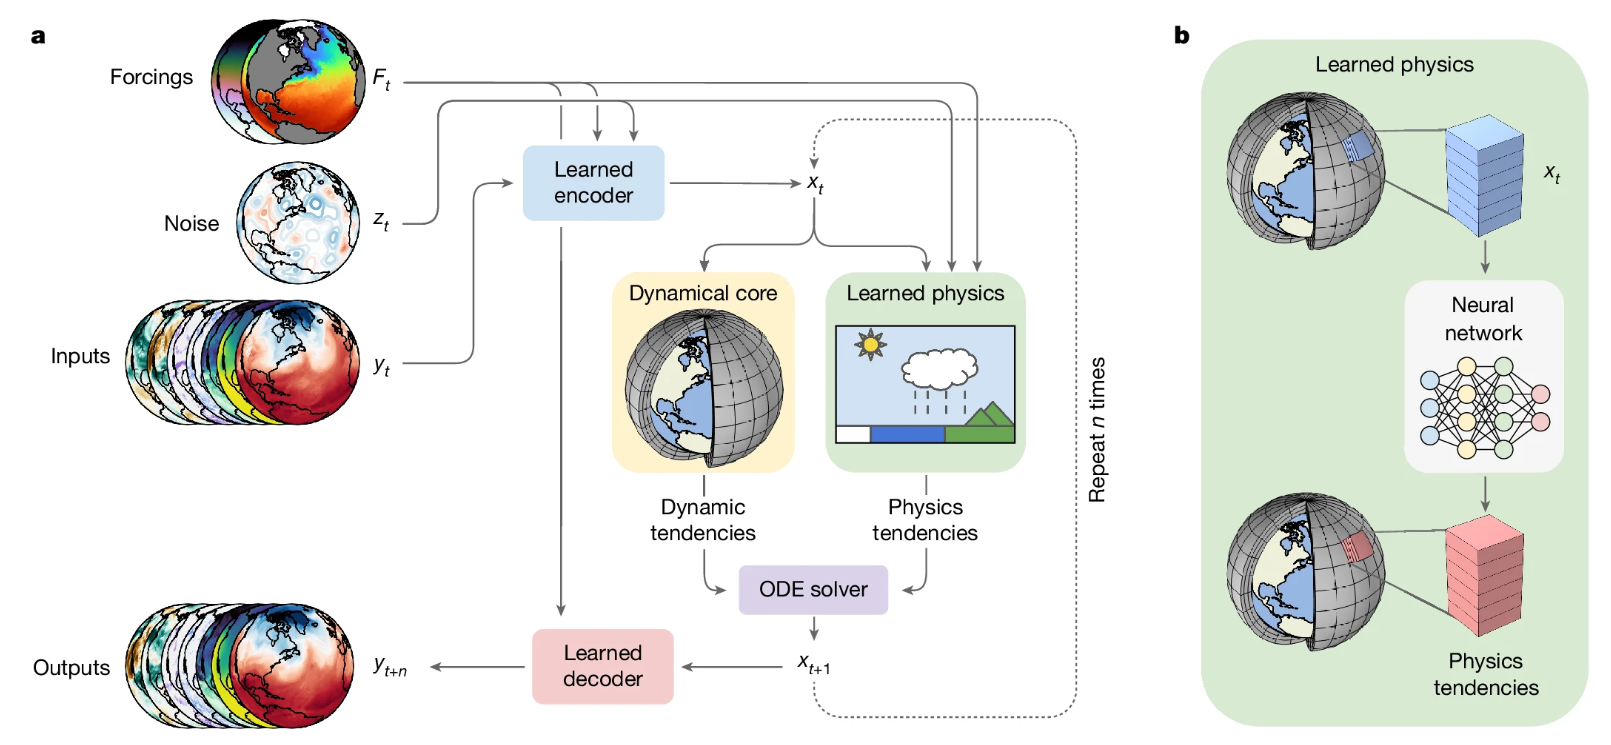 a
Forcings
F_t
Noise
z_t
Inputs
y_t
Learned
encoder
x_t
Dynamical core
Learned physics
Dynamic
tendencies
Physics
tendencies
ODE solver
Repeat n times
Outputs
y_{t+n}
Learned
decoder
x_{t+1}
b
Learned physics
x_t
Neural
network
Physics
tendencies